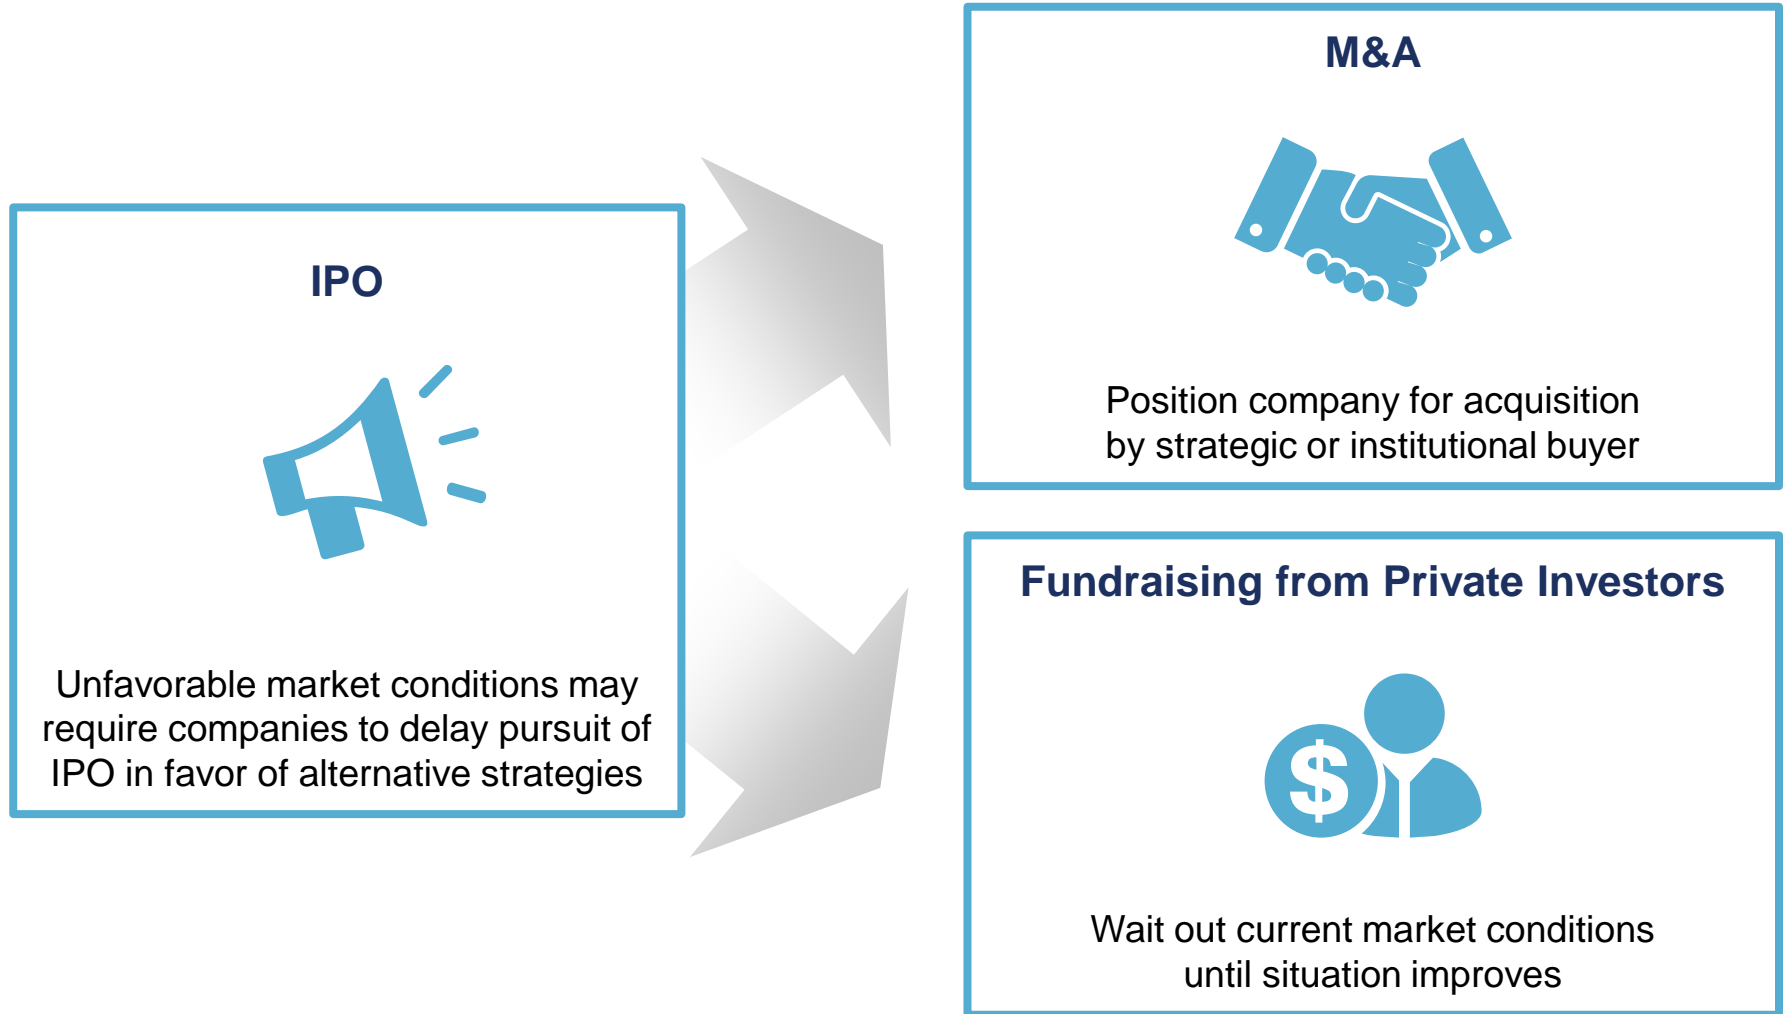 IPO
Unfavorable market conditions may
require companies to delay pursuit of
IPO in favor of alternative strategies
M&A
Position company for acquisition
by strategic or institutional buyer
Fundraising from Private Investors
$
Wait out current market conditions
until situation improves